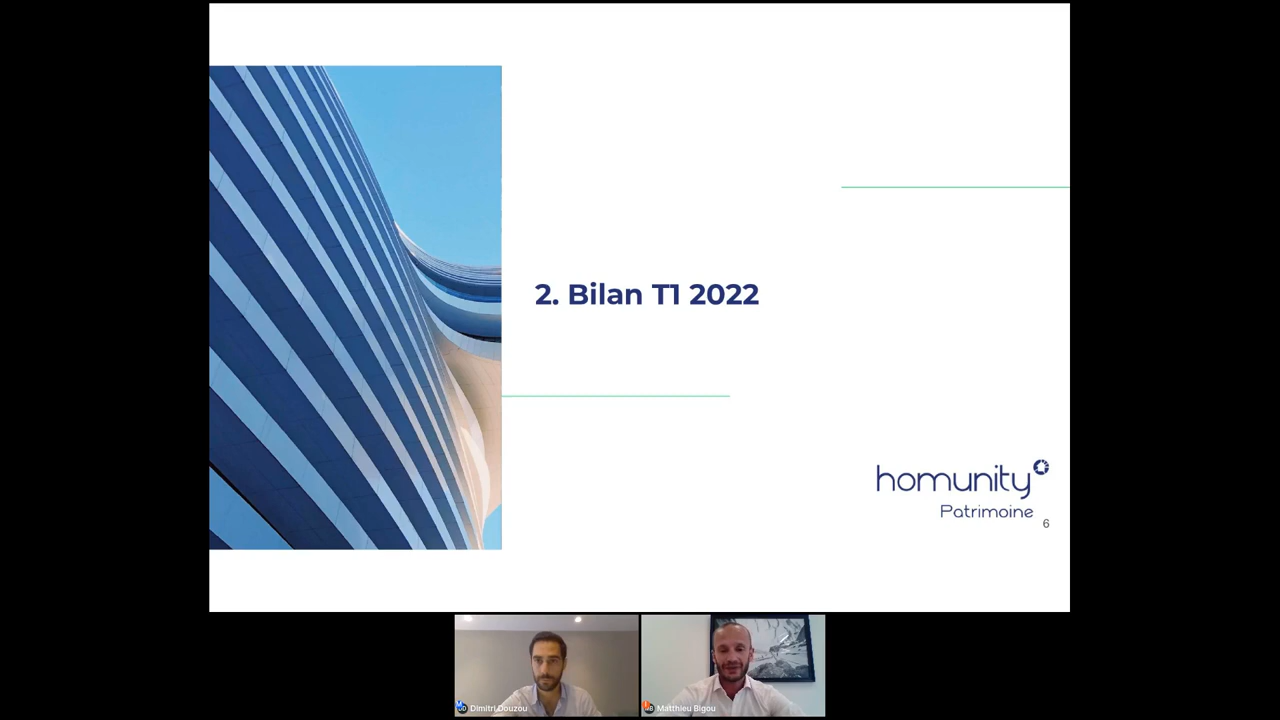 2. Bilan T1 2022
homunity
Patrimoine
6
Dimitri Douzou
Matthieu Bigou